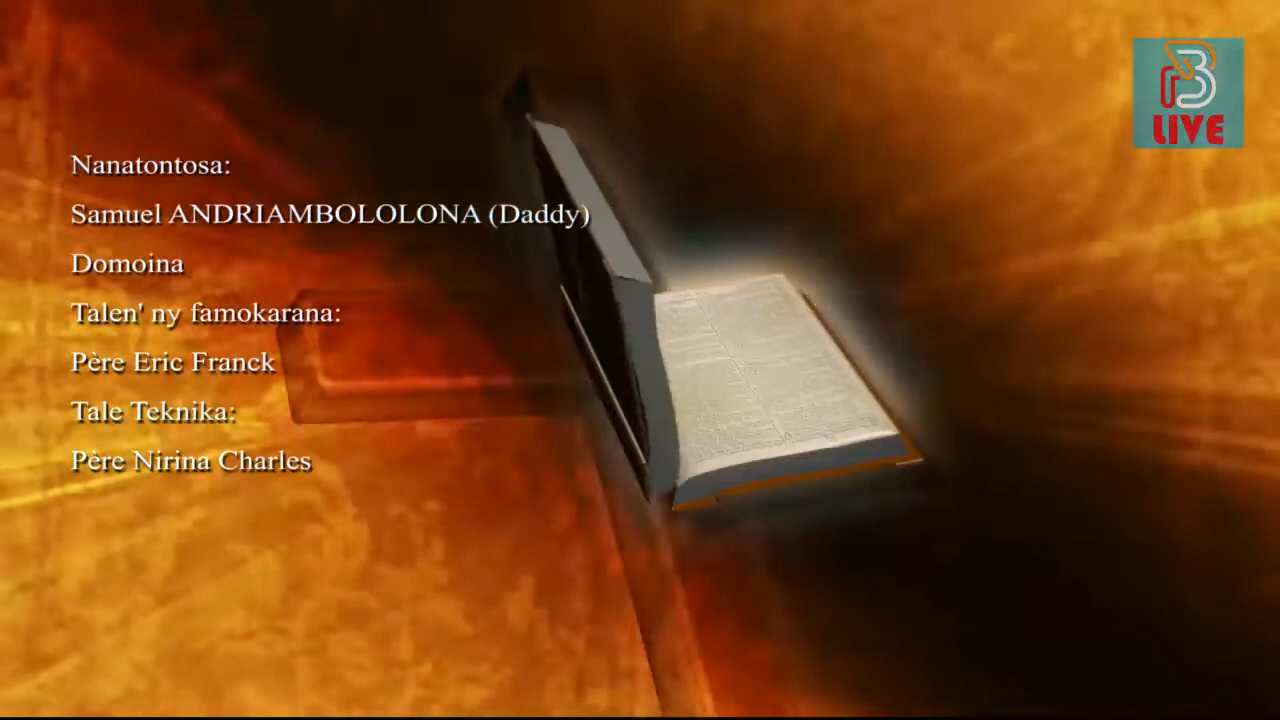 Nanatontosa:
Samuel ANDRIAMBOLOLONA (Daddy)
Domoina
Talen' ny famokarana:
Père Eric Franck
Tale Teknika:
Père Nirina Charles
LIVE